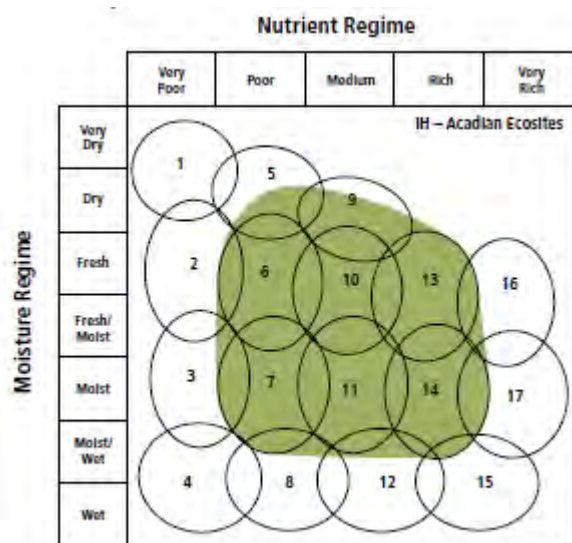 Nutrient Regime
Very
Poor
Poor
Medium
Rich
Very
Rich
IH – Acadian Ecosites
Moisture Regime
Very
Dry
Dry
Fresh
Fresh/
Moist
Moist
Moist/
Wet
Wet
1
5
9
2
6
10
13
16
3
7
11
14
17
4
8
12
15